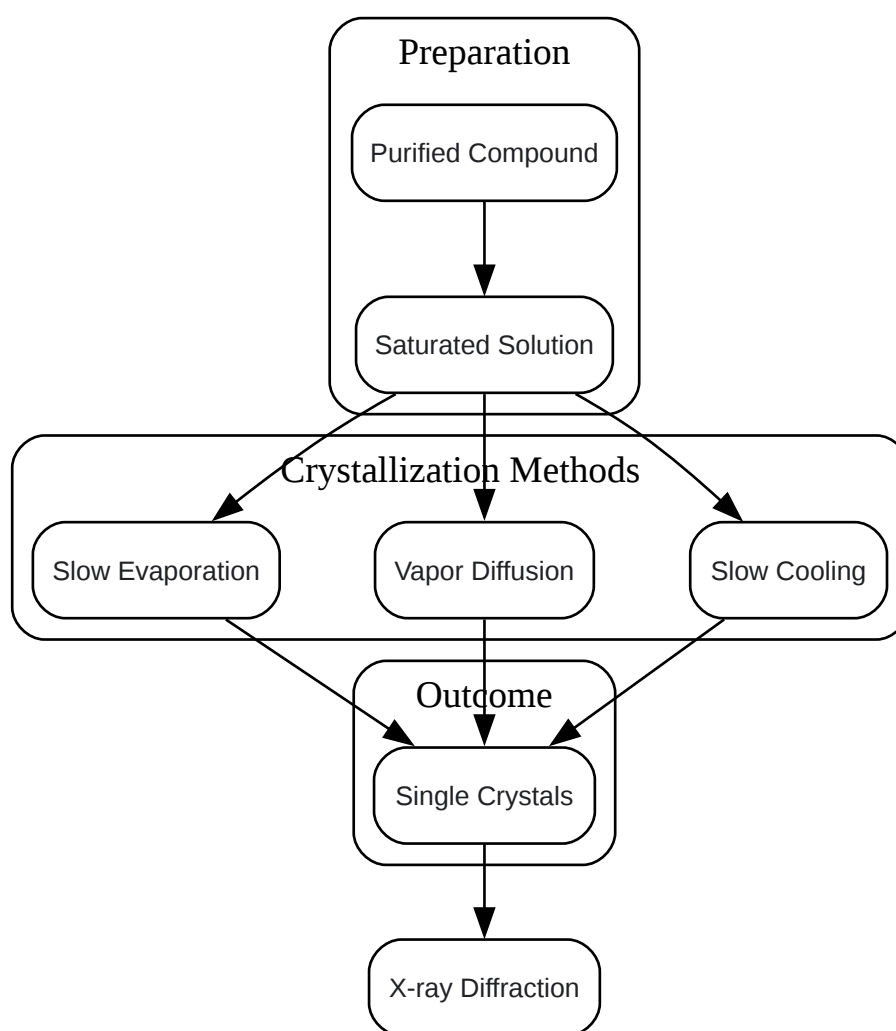 Preparation
Purified Compound
Saturated Solution
Crystallization Methods
Slow Evaporation
Vapor Diffusion
Slow Cooling
Outcome
Single Crystals
X-ray Diffraction